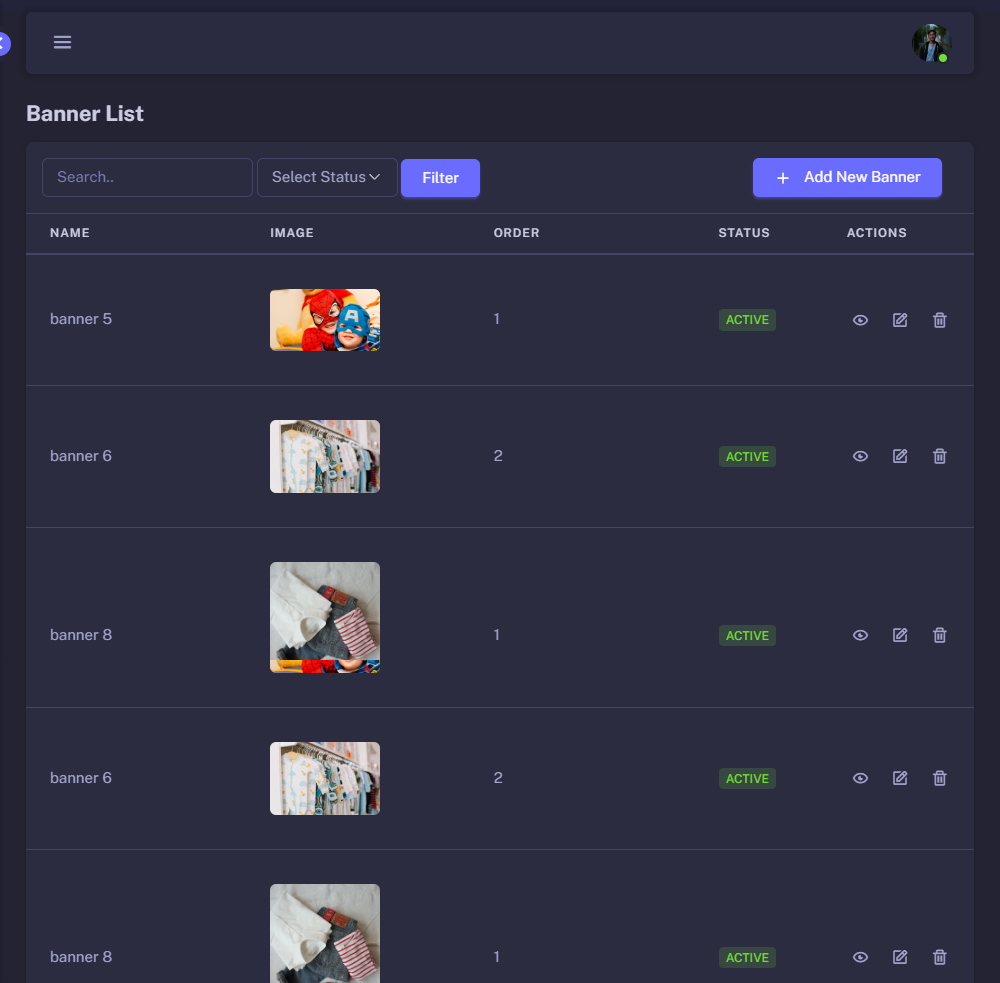 Banner List
Search..
Select Status
Filter
+ Add New Banner
NAME IMAGE ORDER STATUS ACTIONS
banner 5 1 ACTIVE
banner 6 2 ACTIVE
banner 8 1 ACTIVE
banner 6 2 ACTIVE
banner 8 1 ACTIVE